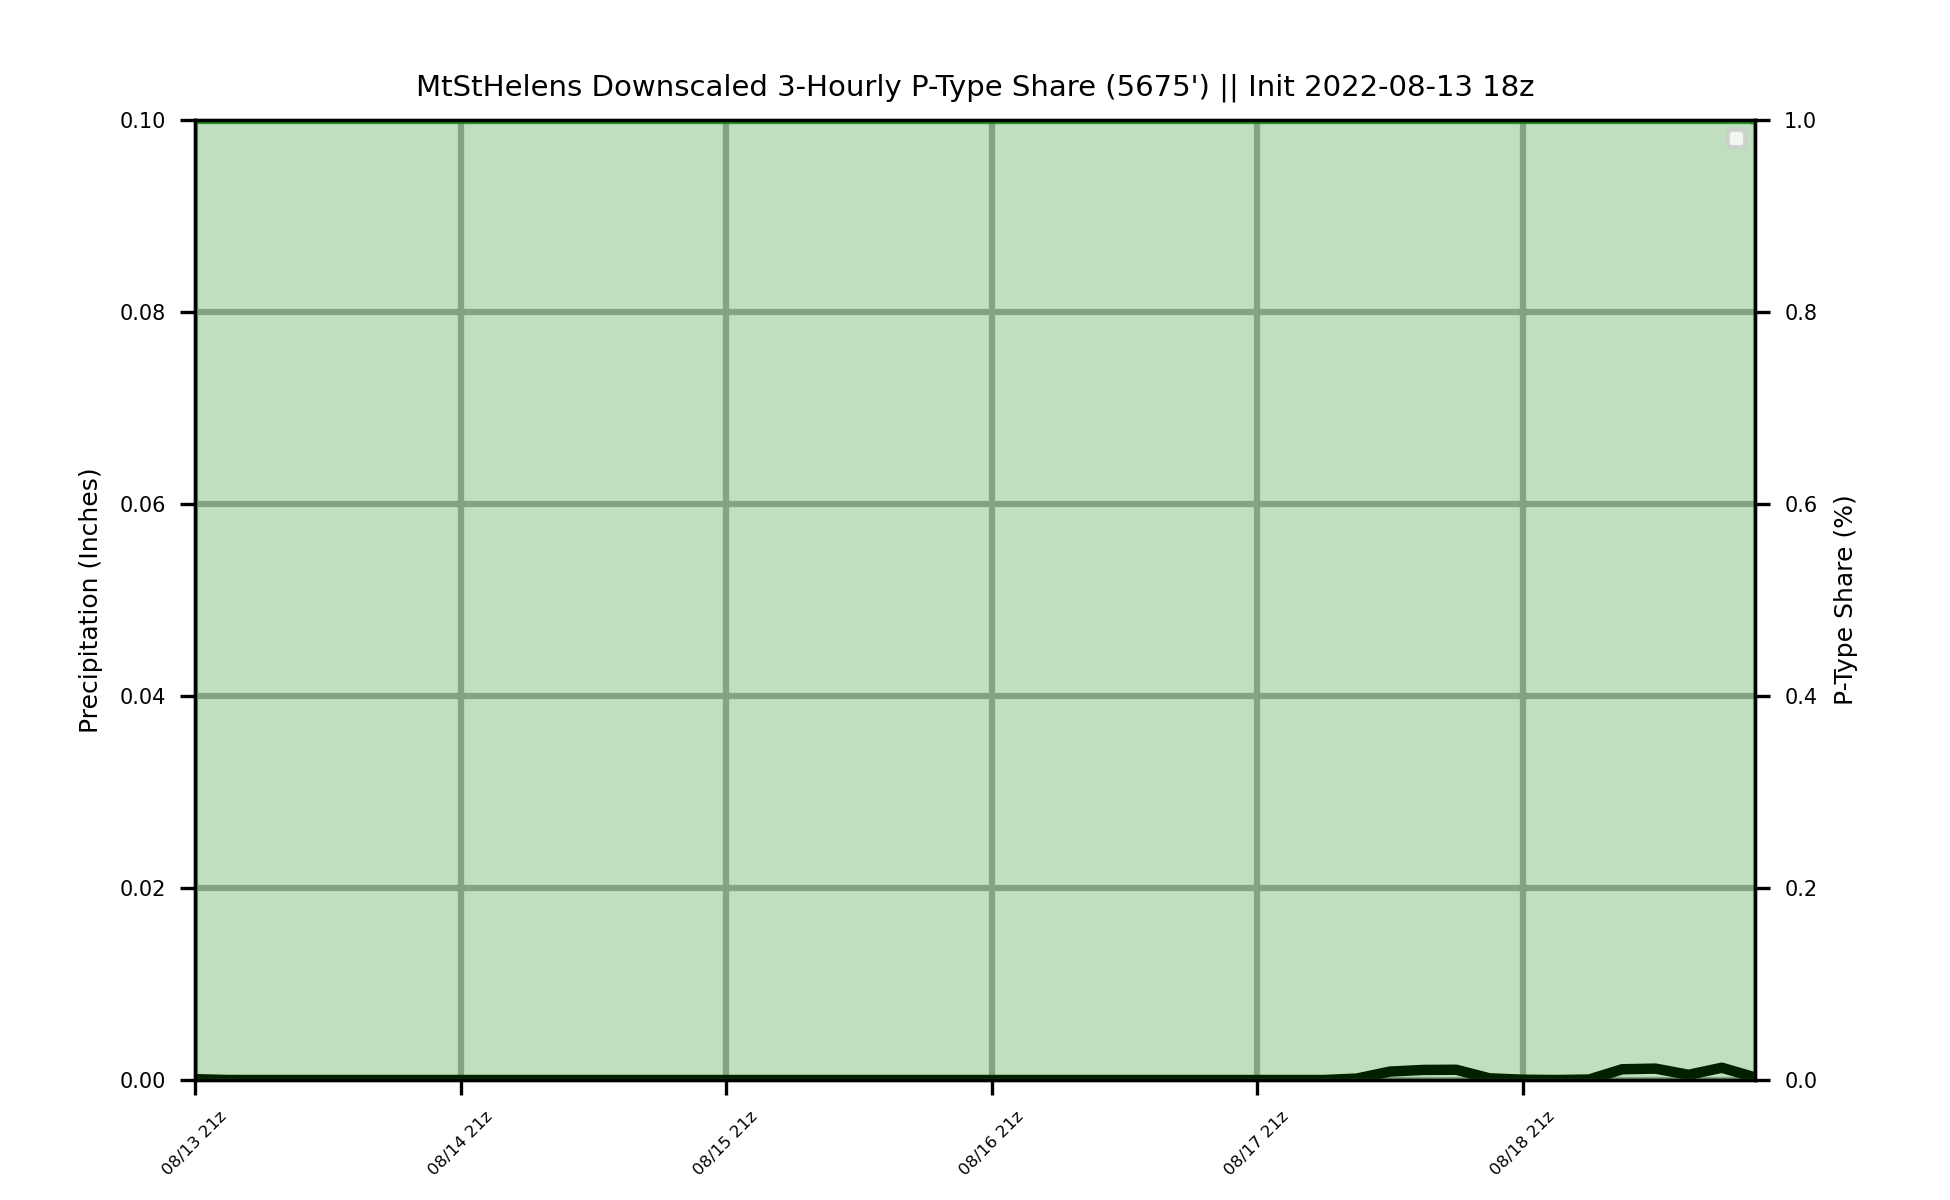 MtStHelens Downscaled 3-Hourly P-Type Share (5675') || Init 2022-08-13 18z
Precipitation (Inches)
0.10
0.08
0.06
0.04
0.02
0.00
1.0
0.8
0.6
0.4
0.2
0.0
P-Type Share (%)
08/13 21z
08/14 21z
08/15 21z
08/16 21z
08/17 21z
08/18 21z